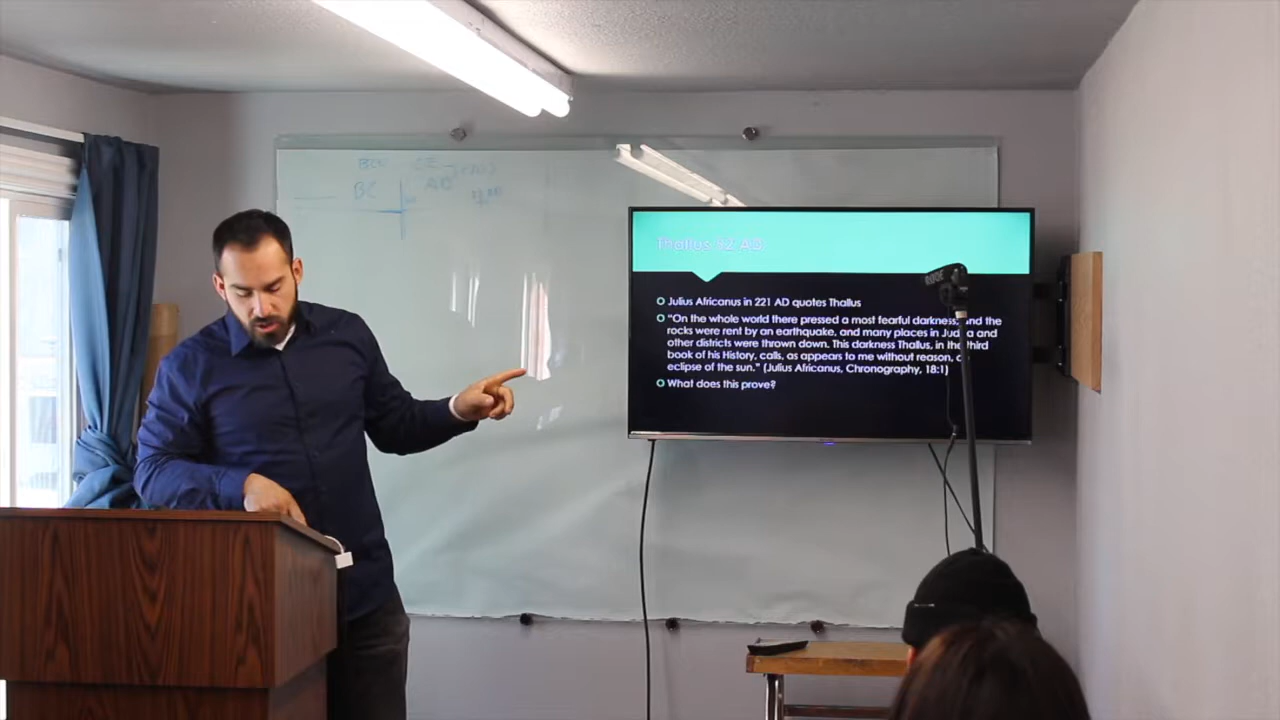 BC
AD
Thallus 52 AD
Julius Africanus in 221 AD quotes Thallus
"On the whole world there pressed a most fearful darkness, and the
rocks were rent by an earthquake, and many places in Judea and
other districts were thrown down. This darkness Thallus, in the third
book of his History, calls, as appears to me without reason,
eclipse of the sun." (Julius Africanus, Chronography, 18:1)
What does this prove?
RODE